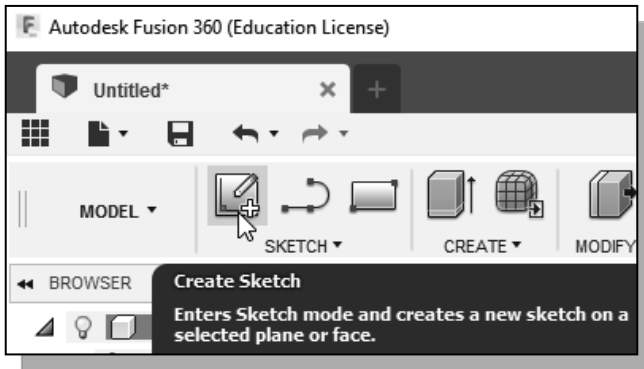 Autodesk Fusion 360 (Education License)
Untitled*
MODEL
SKETCH
CREATE
MODIFY
BROWSER
Create Sketch
Enters Sketch mode and creates a new sketch on a
selected plane or face.